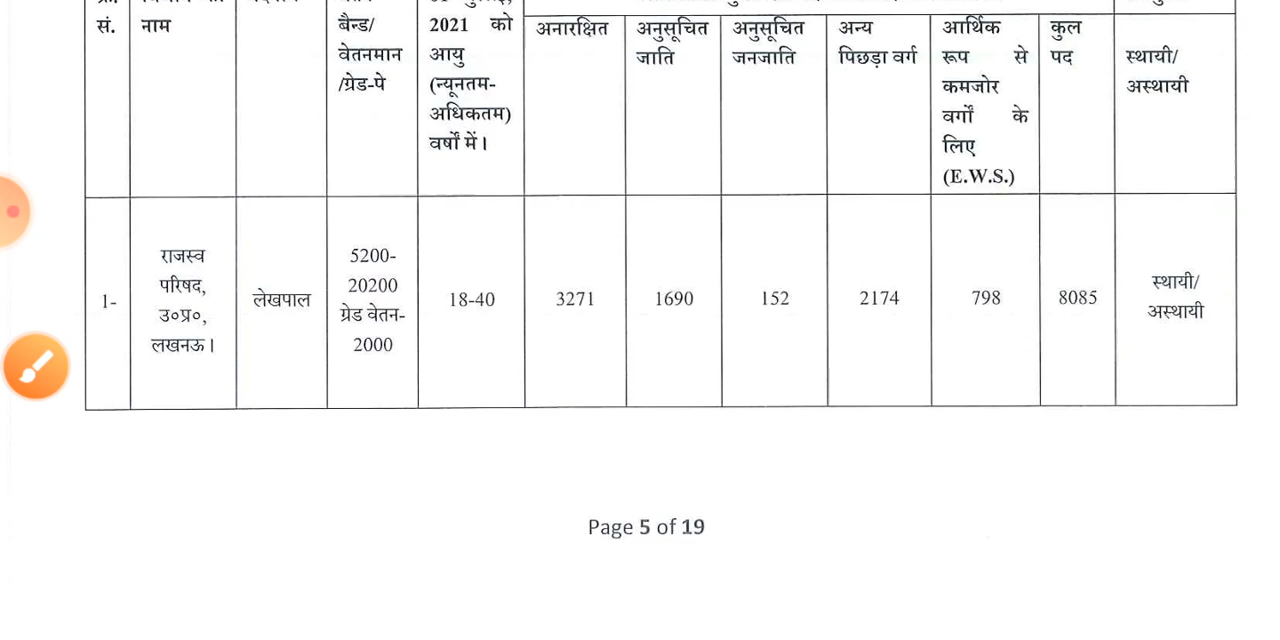 सं.
नाम
बैन्ड/
वेतनमान
/ग्रेड-पे
2021 को
आयु
(न्यूनतम-
अधिकतम)
वर्षों में।
अनारक्षित
अनुसूचित
जाति
अनुसूचित
जनजाति
अन्य
पिछड़ा वर्ग
आर्थिक
रूप से
कमजोर
वर्गों के
लिए
(E.W.S.)
कुल
पद
स्थायी/
अस्थायी
1-
राजस्व
परिषद,
उ०प्र०,
लखनऊ।
लेखपाल
5200-
20200
ग्रेड वेतन-
2000
18-40
3271
1690
152
2174
798
8085
स्थायी/
अस्थायी
Page 5 of 19